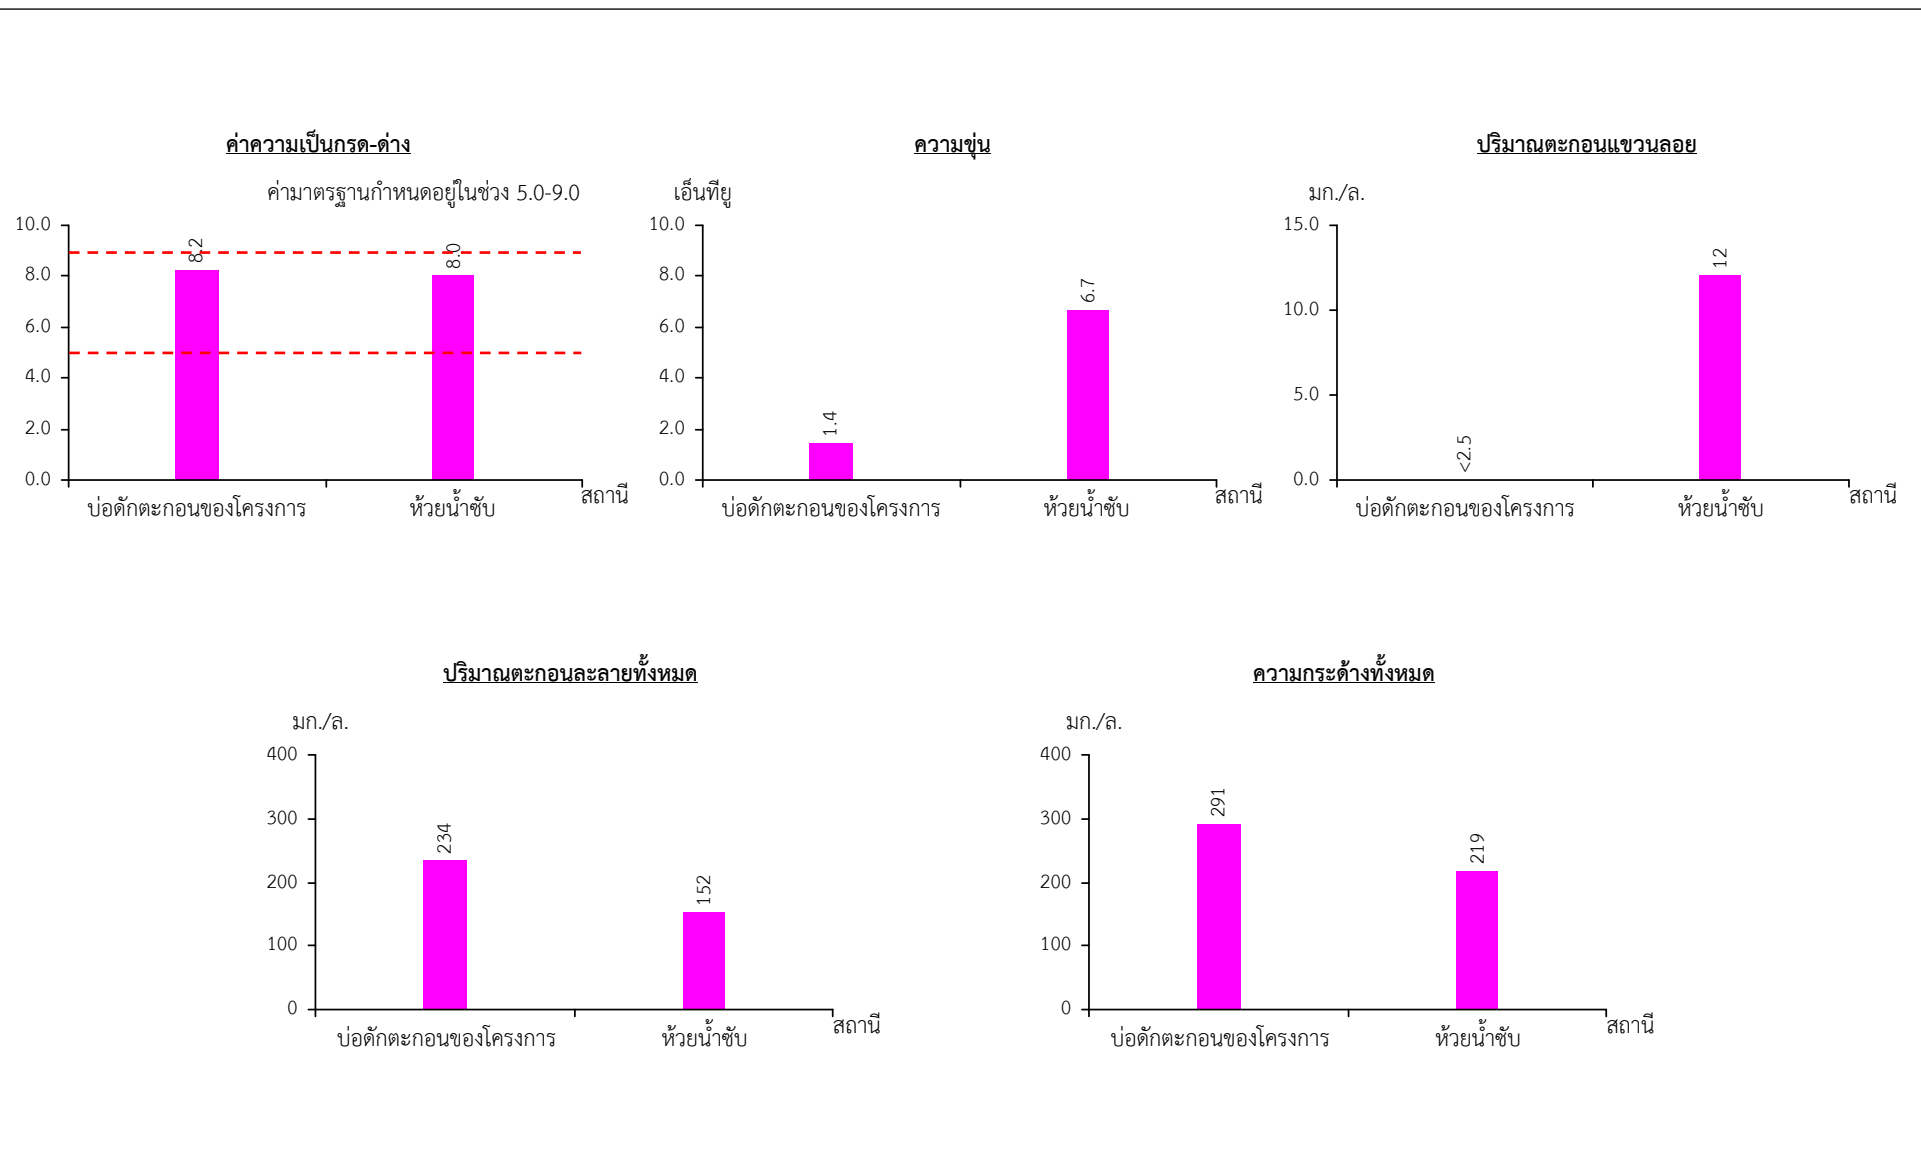 ค่าความเป็นกรด-ด่าง
ค่ามาตรฐานกำหนดอยู่ในช่วง 5.0-9.0
10.0
8.0
6.0
4.0
2.0
0.0
8.2
8.0
บ่อดักตะกอนของโครงการ
ห้วยน้ำซับ
สถานี
ความขุ่น
เอ็นทียู
10.0
8.0
6.0
4.0
2.0
0.0
1.4
6.7
บ่อดักตะกอนของโครงการ
ห้วยน้ำซับ
สถานี
ปริมาณตะกอนแขวนลอย
มก./ล.
15.0
10.0
5.0
0.0
<2.5
12
บ่อดักตะกอนของโครงการ
ห้วยน้ำซับ
สถานี
ปริมาณตะกอนละลายทั้งหมด
มก./ล.
400
300
200
100
0
234
152
บ่อดักตะกอนของโครงการ
ห้วยน้ำซับ
สถานี
ความกระด้างทั้งหมด
มก./ล.
400
300
200
100
0
291
219
บ่อดักตะกอนของโครงการ
ห้วยน้ำซับ
สถานี